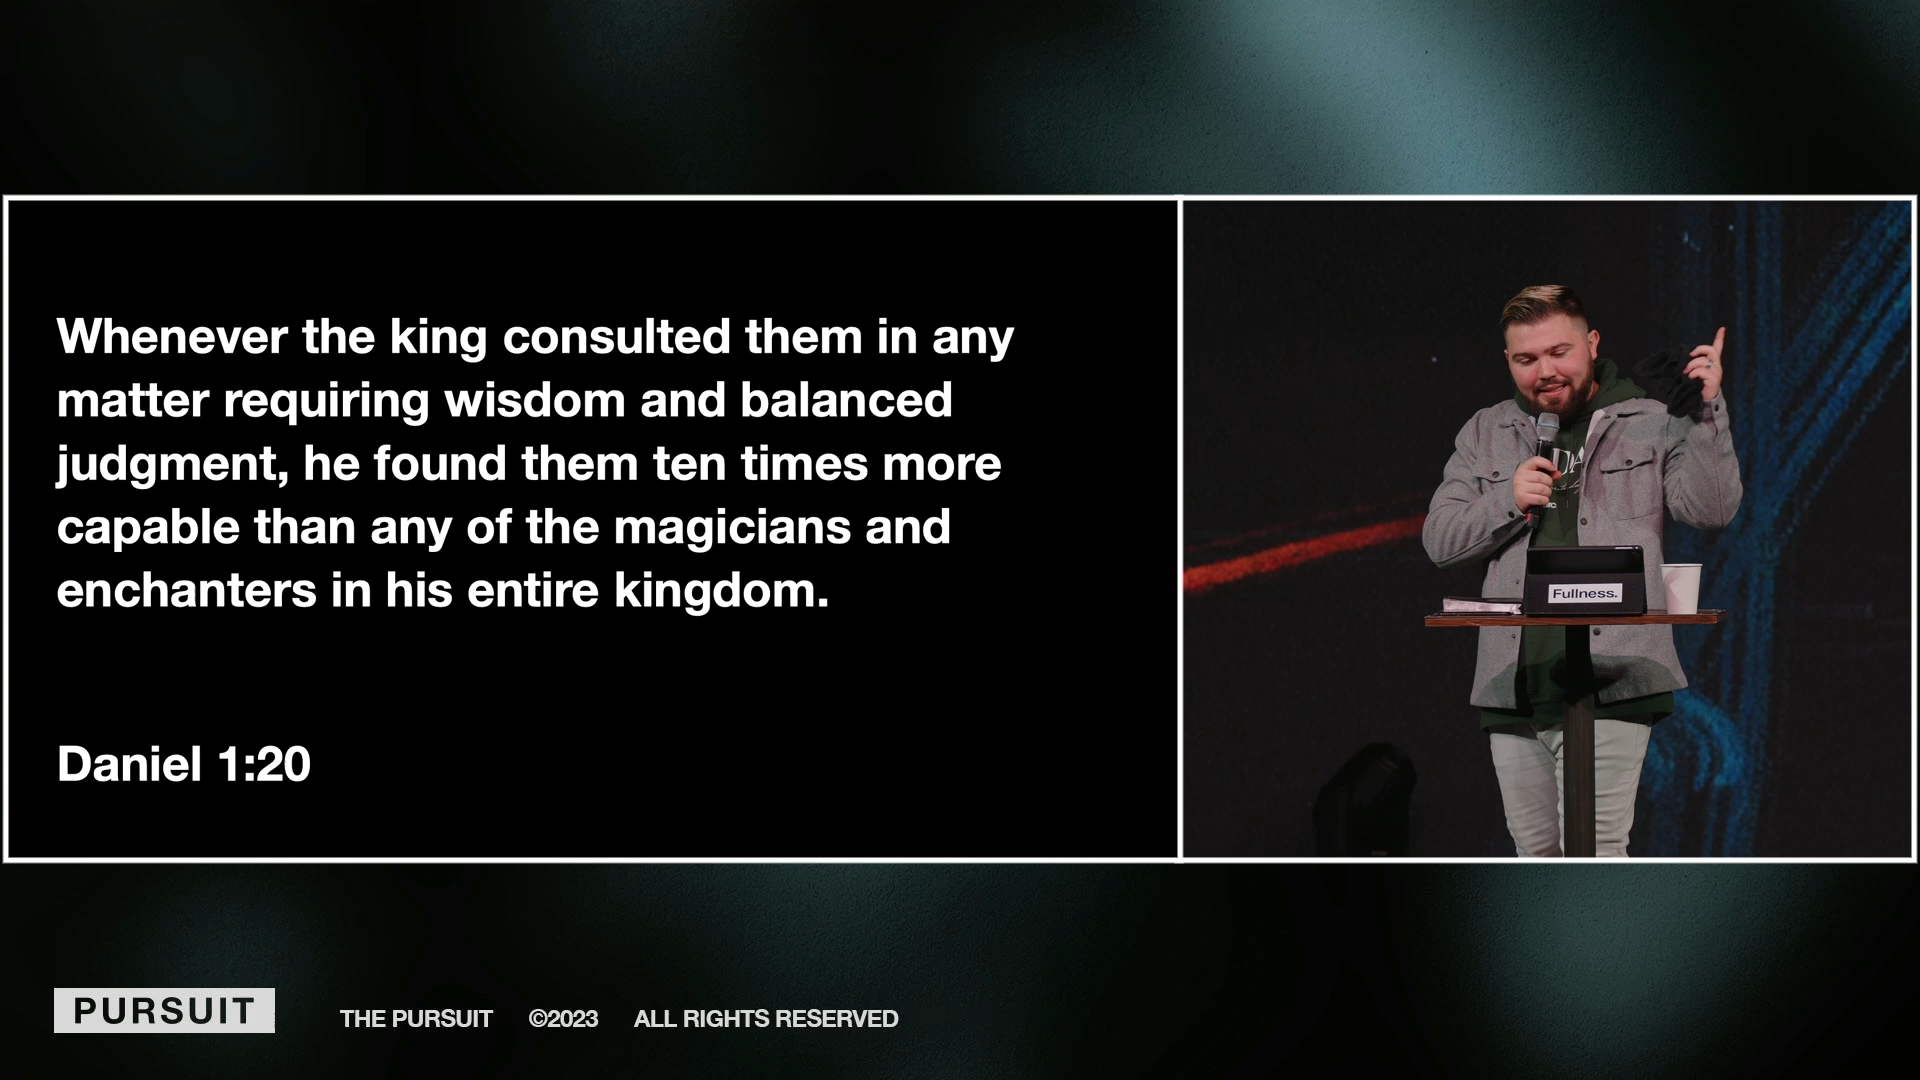 Whenever the king consulted them in any
matter requiring wisdom and balanced
judgment, he found them ten times more
capable than any of the magicians and
enchanters in his entire kingdom.
Daniel 1:20
Fullness.
PURSUIT
THE PURSUIT ©2023 ALL RIGHTS RESERVED